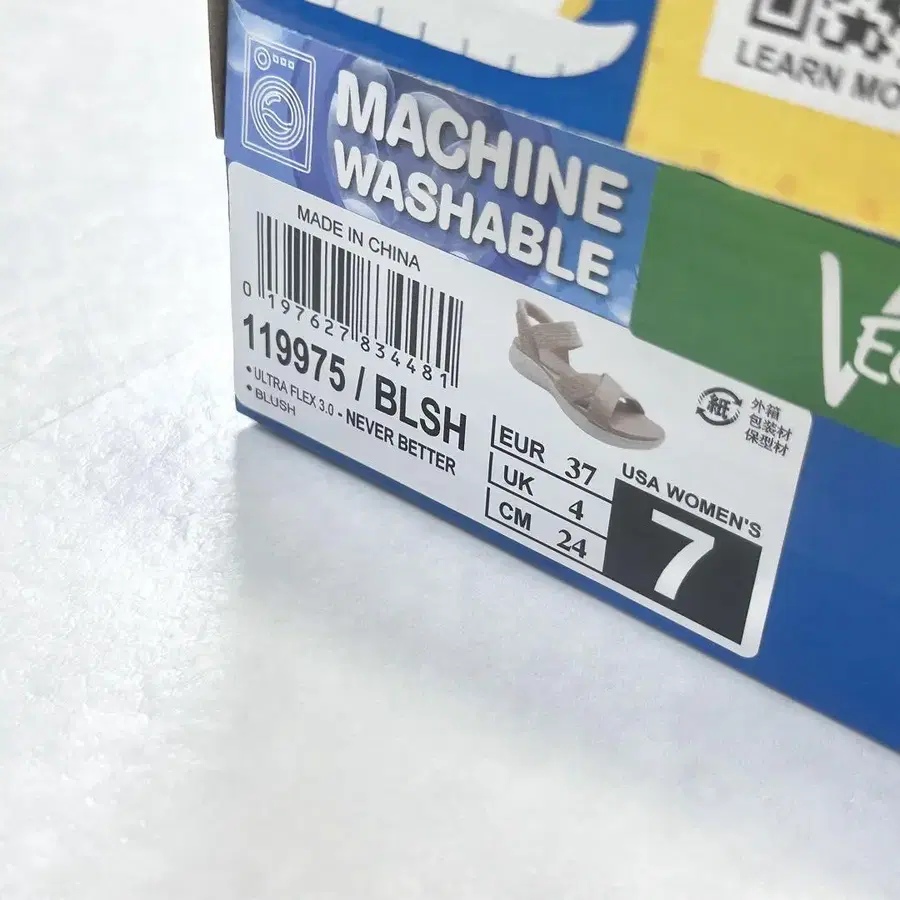 LEARN MO
MACHINE
WASHABLE
MADE IN CHINA
0 197627 834481
119975 / BLSH
• ULTRA FLEX 3.0 - NEVER BETTER
• BLUSH
紙
外箱
包装材
保型材
EUR 37
UK 4
CM 24
USA WOMEN'S
7